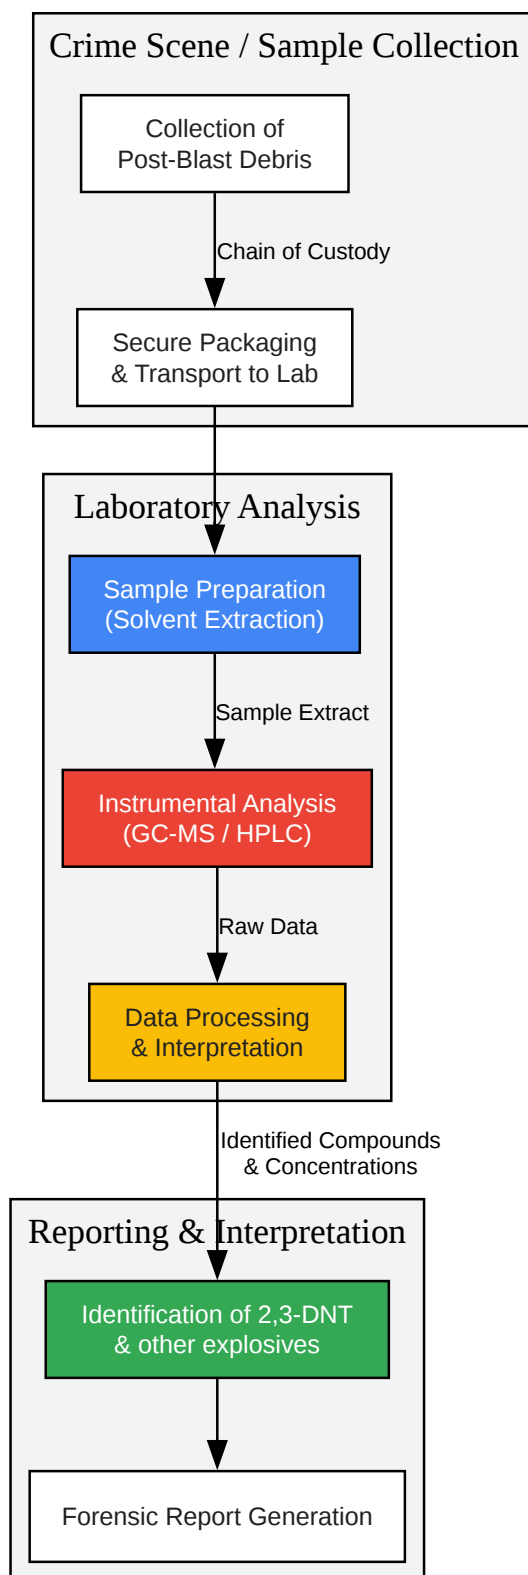 Crime Scene / Sample Collection
Collection of
Post-Blast Debris
Chain of Custody
Secure Packaging
& Transport to Lab
Laboratory Analysis
Sample Preparation
(Solvent Extraction)
Sample Extract
Instrumental Analysis
(GC-MS / HPLC)
Raw Data
Data Processing
& Interpretation
Identified Compounds
& Concentrations
Reporting & Interpretation
Identification of 2,3-DNT
& other explosives
Forensic Report Generation